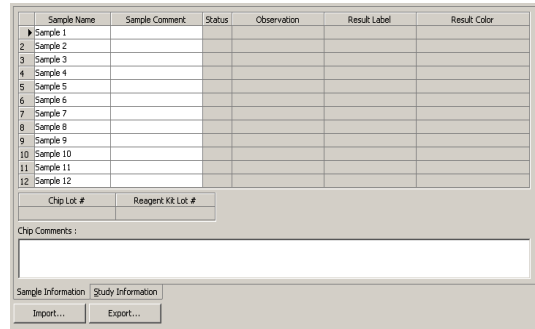 Sample Name Sample Comment Status Observation Result Label Result Color
Sample 1
2 Sample 2
3 Sample 3
4 Sample 4
5 Sample 5
6 Sample 6
7 Sample 7
8 Sample 8
9 Sample 9
10 Sample 10
11 Sample 11
12 Sample 12
Chip Lot # Reagent Kit Lot #
Chip Comments :
Sample Information Study Information
Import... Export...